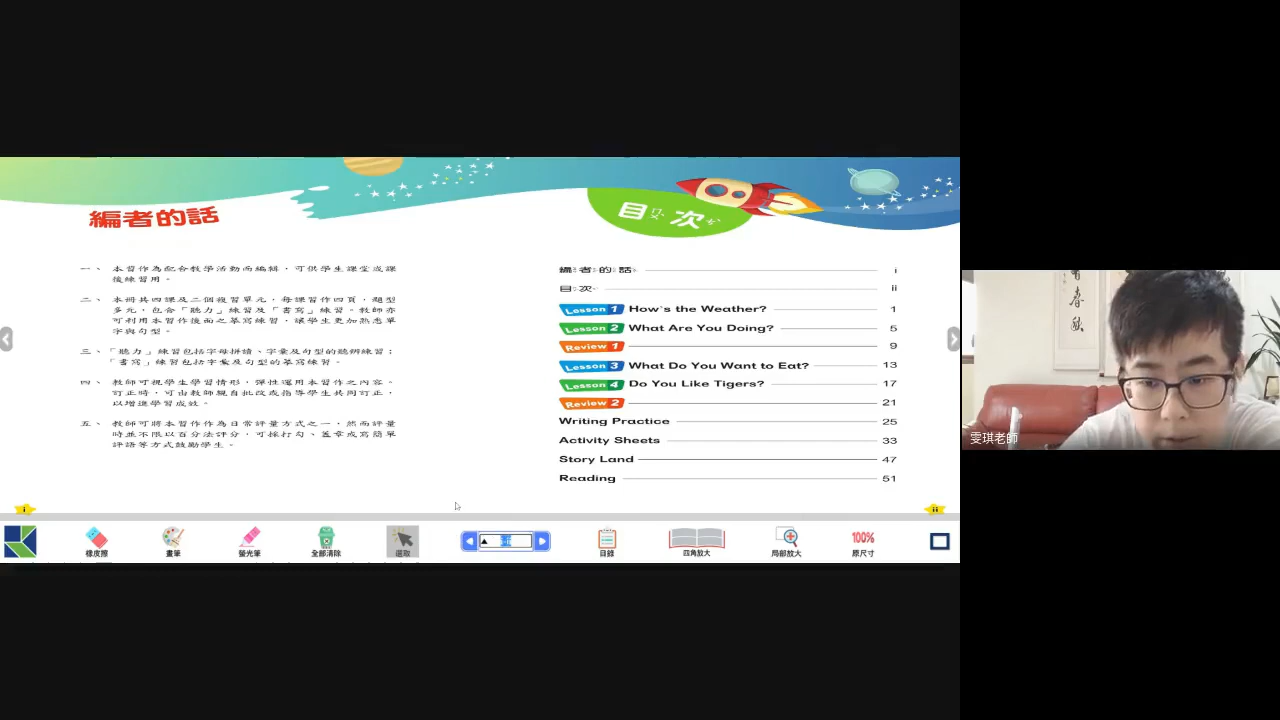 編者的話
一、 本習作為配合教學活動而編輯，可供學生課堂或課
後練習用。
二、 本冊共四課及二個複習單元，每課習作四頁，題型
多元，包含「聽力」練習及「書寫」練習。教師亦
可利用本習作後面之摹寫練習，讓學生更加熟悉單
字與句型。
三、 「聽力」練習包括字母拼讀、字彙及句型的聽辨練習；
「書寫」練習包括字彙及句型的摹寫練習。
四、 教師可視學生學習情形，彈性運用本習作之內容。
訂正時，可由教師親自批改或指導學生共同訂正，
以增進學習成效。
五、 教師可將本習作作為日常評量方式之一，然而評量
時並不限以百分法評分，可採打勾、蓋章或寫簡單
評語等方式鼓勵學生。
i
目次
編者的話 i
目次 ii
Lesson 1 How's the Weather? 1
Lesson 2 What Are You Doing? 5
Review 1 9
Lesson 3 What Do You Want to Eat? 13
Lesson 4 Do You Like Tigers? 17
Review 2 21
Writing Practice 25
Activity Sheets 33
Story Land 47
Reading 51
ii
橡皮擦
畫筆
螢光筆
全部清除
選取
目錄
四角放大
局部放大
100%
原尺寸
春
雯琪老師